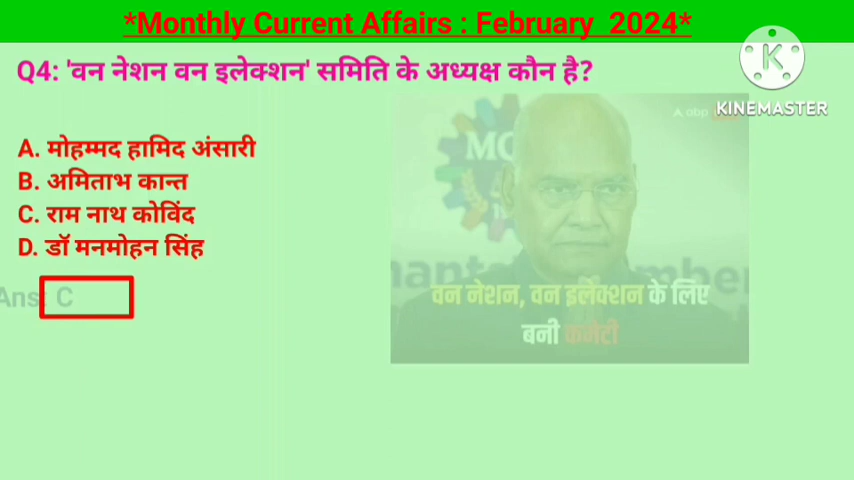 *Monthly Current Affairs : February 2024*
Q4: 'वन नेशन वन इलेक्शन' समिति के अध्यक्ष कौन है?
KINEMASTER
A. मोहम्मद हामिद अंसारी
B. अमिताभ कान्त
C. राम नाथ कोविंद
D. डॉ मनमोहन सिंह
Ans: C
abp
वन नेशन, वन इलेक्शन के लिए
बनी कमेटी